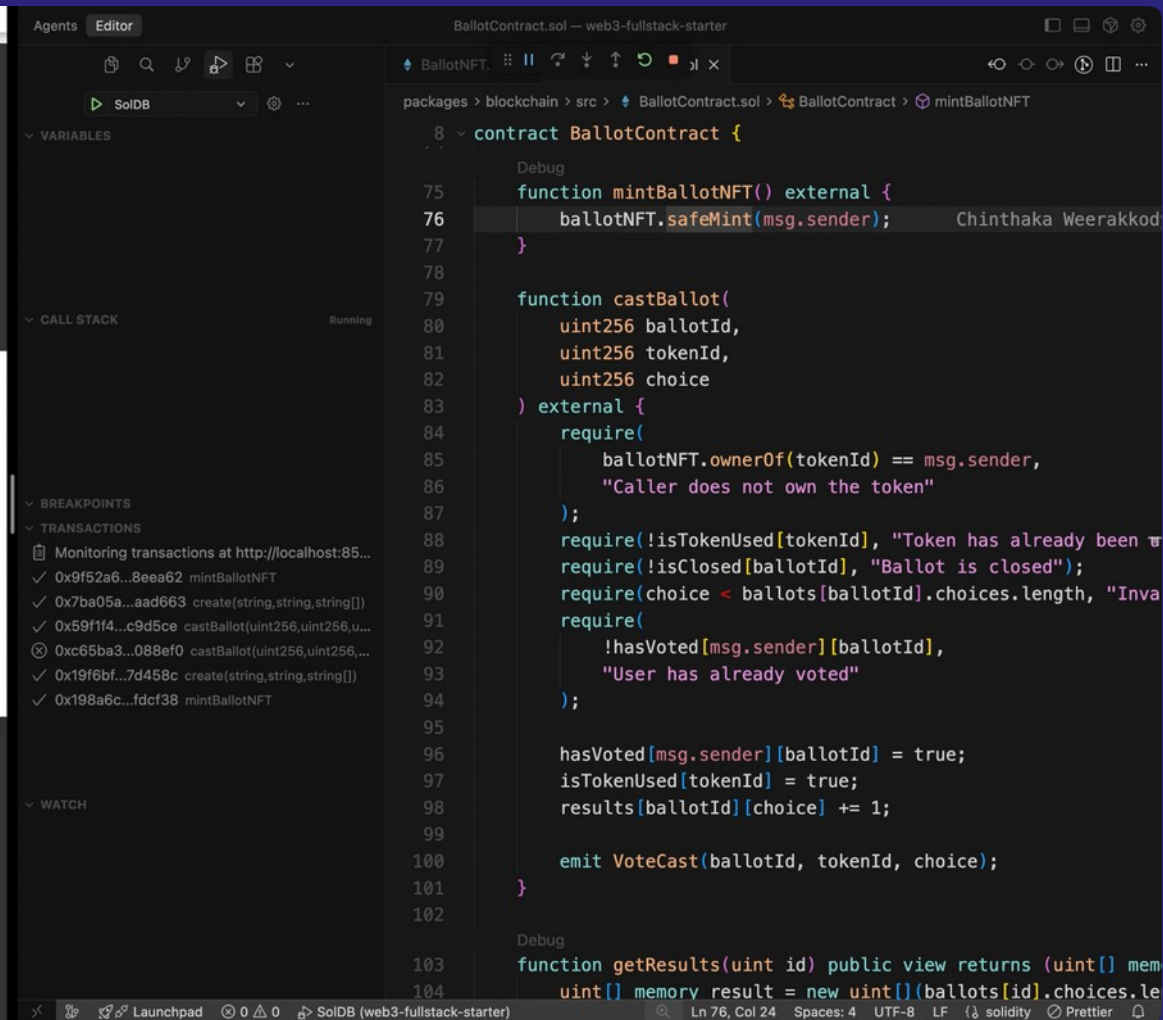 Agents Editor
BallotContract.sol — web3-fullstack-starter
BallotNFT.
SolDB
packages > blockchain > src > BallotContract.sol > BallotContract > mintBallotNFT
VARIABLES
CALL STACK
Running
BREAKPOINTS
TRANSACTIONS
Monitoring transactions at http://localhost:85...
0x9f52a6...8eea62 mintBallotNFT
0x7ba05a...aad663 create(string,string,string[])
0x59f1f4...c9d5ce castBallot(uint256,uint256,u...
0xc65ba3...088ef0 castBallot(uint256,uint256,...
0x19f6bf...7d458c create(string,string,string[])
0x198a6c...fdcf38 mintBallotNFT
WATCH
8 contract BallotContract {
Debug
75 function mintBallotNFT() external {
76 ballotNFT.safeMint(msg.sender); Chinthaka Weerakkod
77 }
78
79 function castBallot(
80 uint256 ballotId,
81 uint256 tokenId,
82 uint256 choice
83 ) external {
84 require(
85 ballotNFT.ownerOf(tokenId) == msg.sender,
86 "Caller does not own the token"
87 );
88 require(!isTokenUsed[tokenId], "Token has already been
89 require(!isClosed[ballotId], "Ballot is closed");
90 require(choice < ballots[ballotId].choices.length, "Inva
91 require(
92 !hasVoted[msg.sender][ballotId],
93 "User has already voted"
94 );
95
96 hasVoted[msg.sender][ballotId] = true;
97 isTokenUsed[tokenId] = true;
98 results[ballotId][choice] += 1;
99
100 emit VoteCast(ballotId, tokenId, choice);
101 }
102
Debug
103 function getResults(uint id) public view returns (uint[] mem
104 uint[] memory result = new uint[](ballots[id].choices.le
Launchpad 0 0 SolDB (web3-fullstack-starter) Ln 76, Col 24 Spaces: 4 UTF-8 LF solidity Prettier